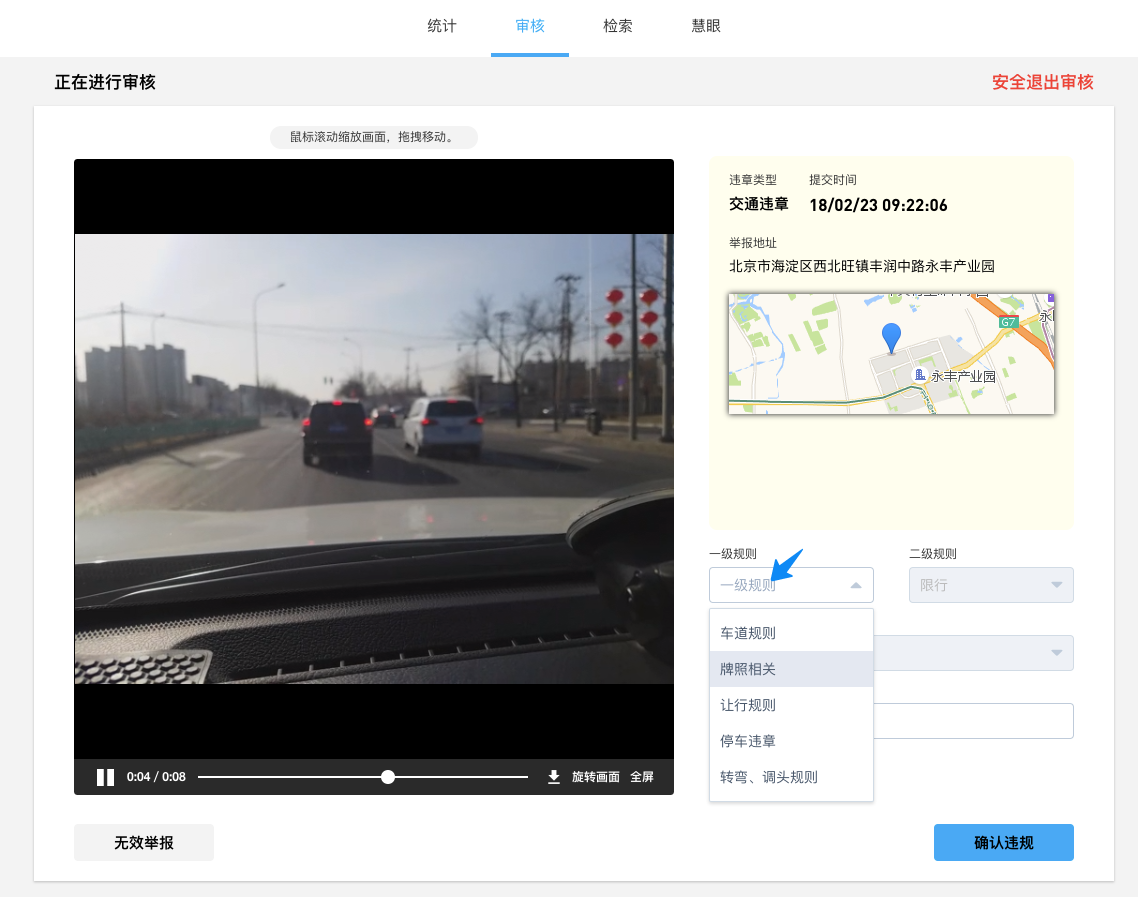 统计 审核 检索 慧眼
正在进行审核 安全退出审核
鼠标滚动缩放画面，拖拽移动。
违章类型 提交时间
交通违章 18/02/23 09:22:06
举报地址
北京市海淀区西北旺镇丰润中路永丰产业园
G7
永
永丰产业园
一级规则 二级规则
一级规则 限行
车道规则
牌照相关
让行规则
停车违章
转弯、调头规则
0:04 / 0:08 旋转画面 全屏
无效举报 确认违规